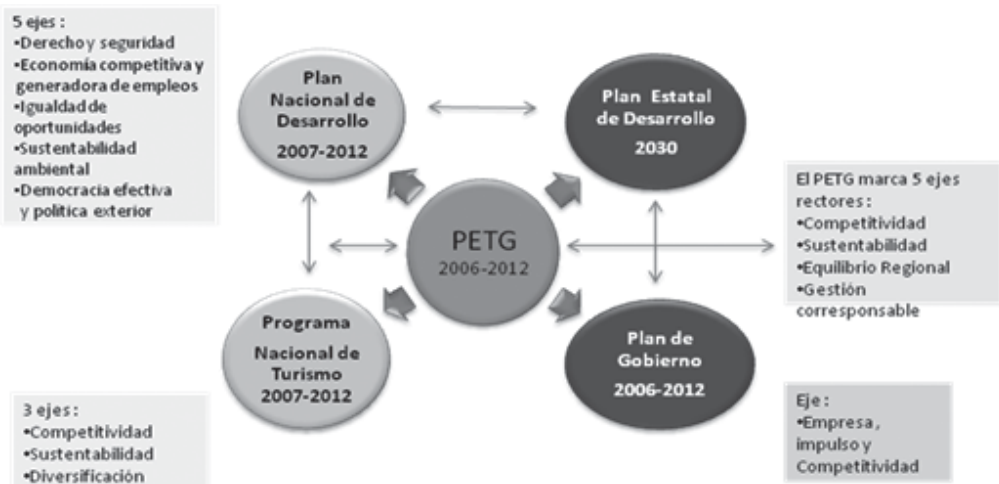 5 ejes :
•Derecho y seguridad
•Economía competitiva y
generadora de empleos
•Igualdad de
oportunidades
•Sustentabilidad
ambiental
•Democracia efectiva
y política exterior
Plan
Nacional de
Desarrollo
2007-2012
Plan Estatal
de Desarrollo
2030
PETG
2006-2012
El PETG marca 5 ejes
rectores :
•Competitividad
•Sustentabilidad
•Equilibrio Regional
•Gestión
corresponsable
Programa
Nacional de
Turismo
2007-2012
Plan de
Gobierno
2006-2012
3 ejes :
•Competitividad
•Sustentabilidad
•Diversificación
Eje :
•Empresa ,
impulso y
Competitividad